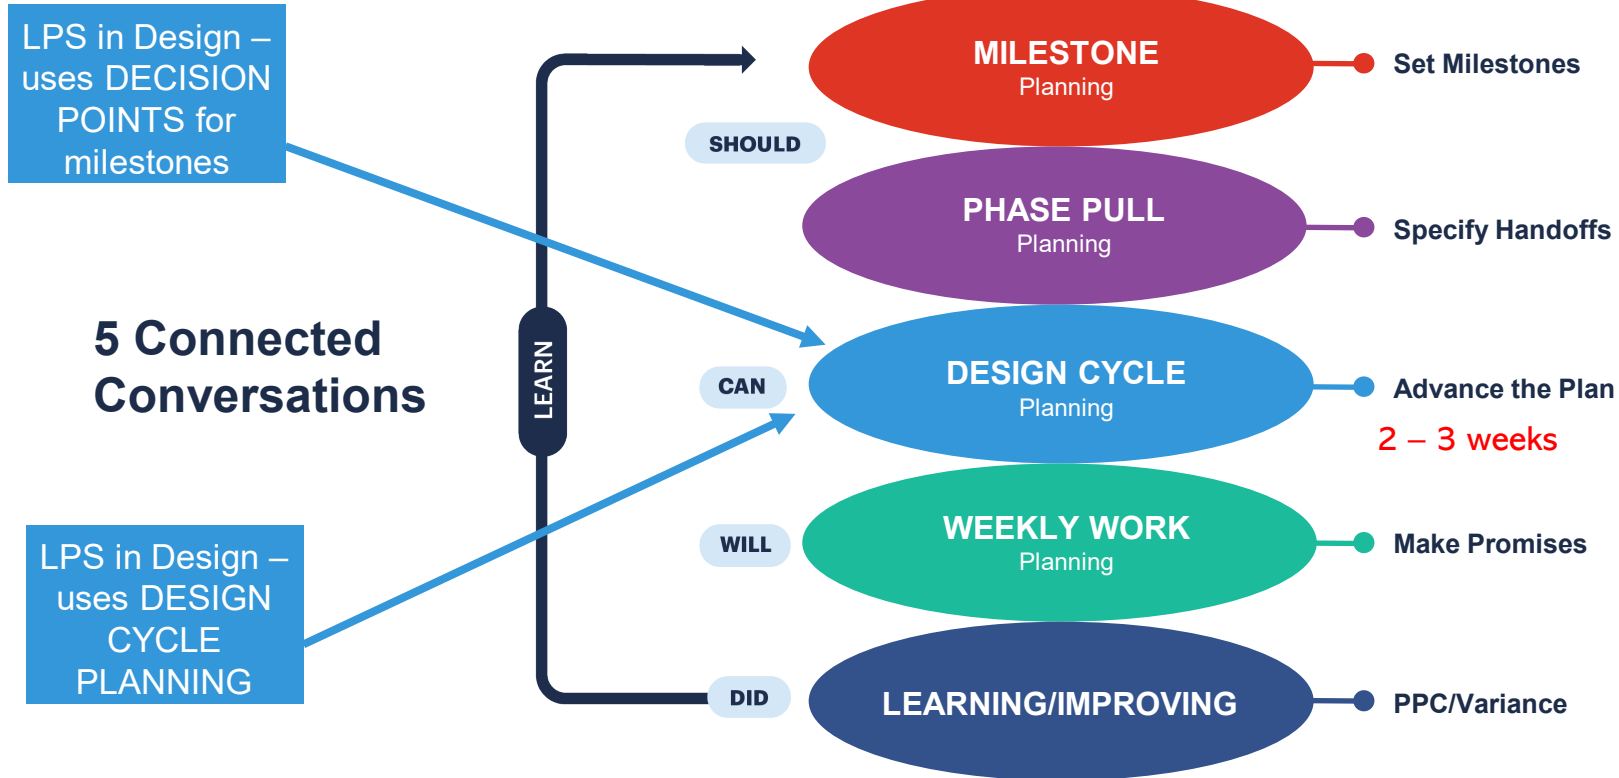 LPS in Design –
uses DECISION
POINTS for
milestones
MILESTONE
Planning
Set Milestones
SHOULD
PHASE PULL
Planning
Specify Handoffs
5 Connected
Conversations
LEARN
CAN
DESIGN CYCLE
Planning
Advance the Plan
2 – 3 weeks
LPS in Design –
uses DESIGN
CYCLE
PLANNING
WILL
WEEKLY WORK
Planning
Make Promises
DID
LEARNING/IMPROVING
PPC/Variance